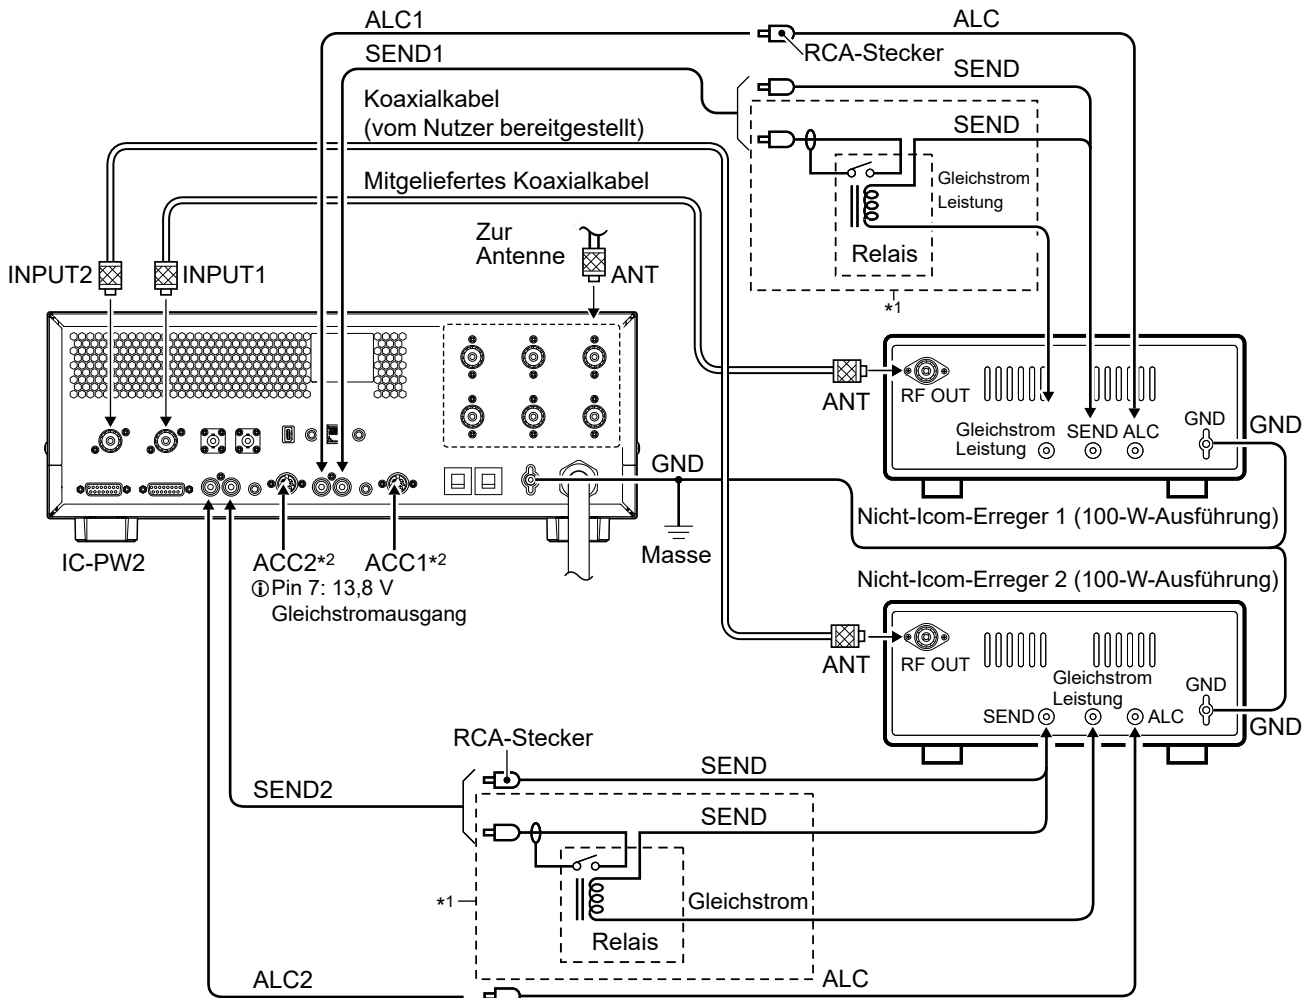 ALC1
ALC
RCA-Stecker
SEND1
SEND
Koaxialkabel
(vom Nutzer bereitgestellt)
SEND
Mitgeliefertes Koaxialkabel
Gleichstrom
Leistung
Relais
*1
Zur
Antenne
INPUT2
INPUT1
ANT
ANT
RF OUT
Gleichstrom
Leistung
SEND
ALC
GND
GND
GND
Masse
Nicht-Icom-Erreger 1 (100-W-Ausführung)
IC-PW2
ACC2*2
ACC1*2
ⓘ Pin 7: 13,8 V
Gleichstromausgang
Nicht-Icom-Erreger 2 (100-W-Ausführung)
ANT
RF OUT
Gleichstrom
Leistung
SEND
ALC
GND
GND
RCA-Stecker
SEND
SEND2
SEND
*1
Gleichstrom
Relais
ALC2
ALC